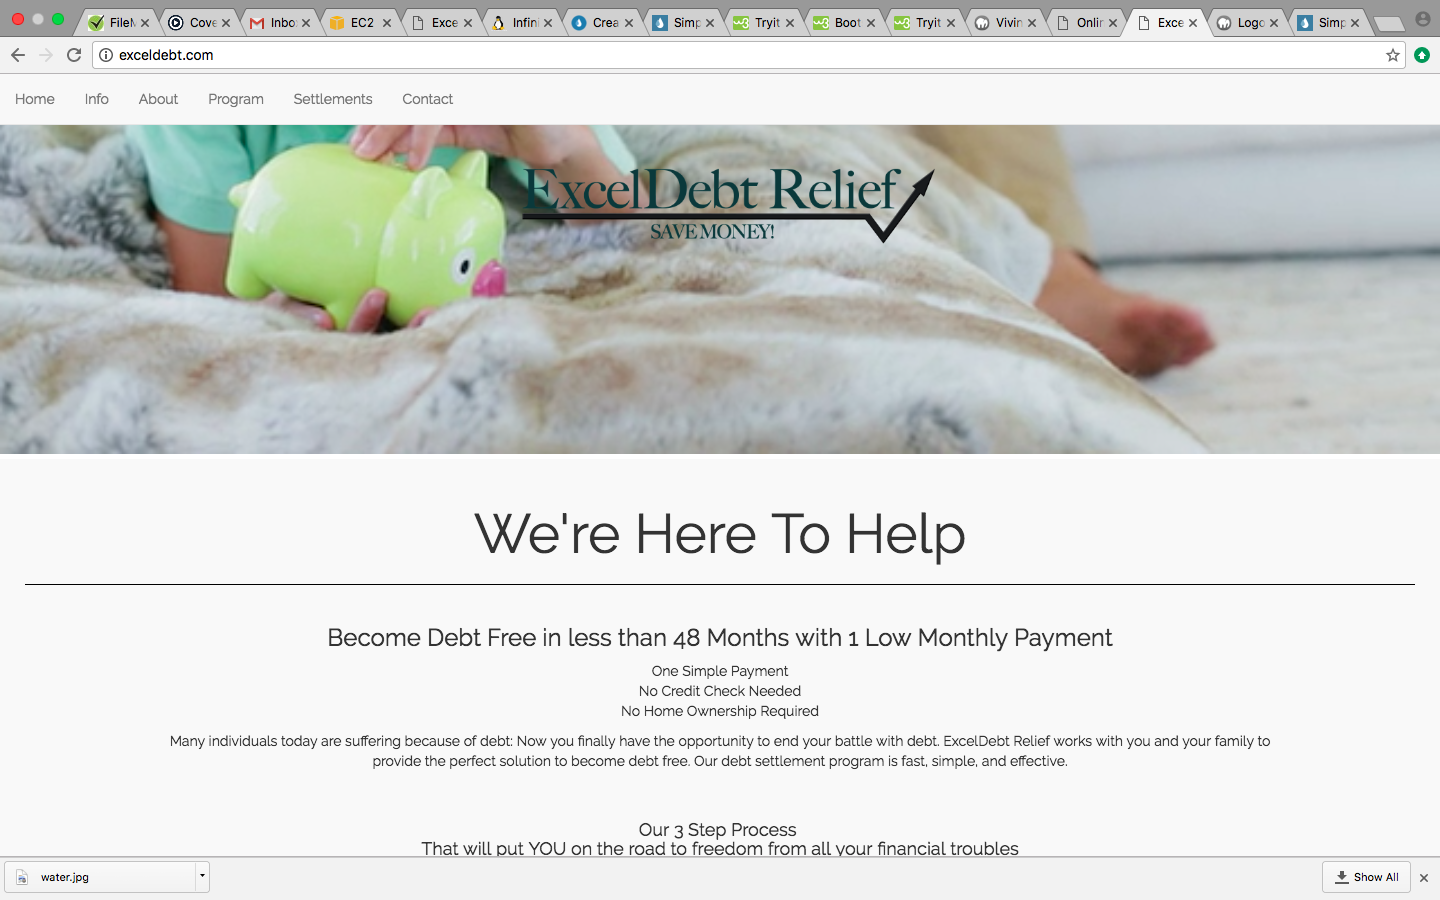 FileM
Cove
Inbo
EC2
Exce
Infin
Crea
Simp
Tryit
Boot
Tryit
Vivin
Onlin
Exce
Logo
Simp
exceldebt.com
Home Info About Program Settlements Contact
ExcelDebt Relief
SAVE MONEY!
We're Here To Help
Become Debt Free in less than 48 Months with 1 Low Monthly Payment
One Simple Payment
No Credit Check Needed
No Home Ownership Required
Many individuals today are suffering because of debt: Now you finally have the opportunity to end your battle with debt. ExcelDebt Relief works with you and your family to
provide the perfect solution to become debt free. Our debt settlement program is fast, simple, and effective.
Our 3 Step Process
That will put YOU on the road to freedom from all your financial troubles
water.jpg
Show All